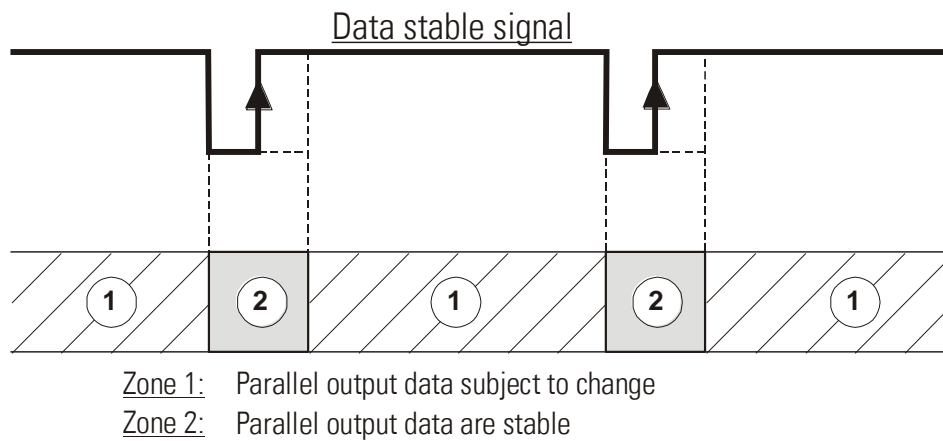 Data stable signal
1 2 1 2 1
Zone 1: Parallel output data subject to change
Zone 2: Parallel output data are stable